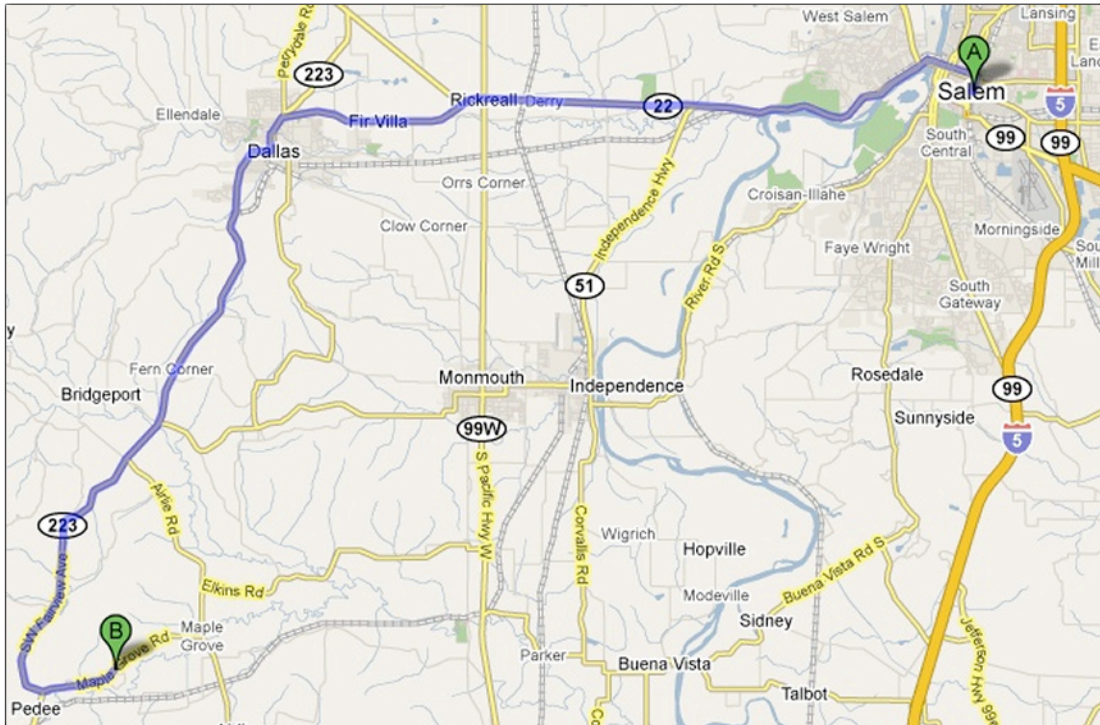 West Salem
Lansing
Perrydale Rd
223
A
Salem
5
Ellendale
Rickreall Derry
22
Fir Villa
South
Central
99
99
Dallas
Orrs Corner
Independence Hwy
Croisan-Illahe
Morningside
Clow Corner
Faye Wright
River Rd S
51
South
Gateway
y
Fern Corner
Monmouth
Independence
Rosedale
99
Bridgeport
Sunnyside
99W
5
S Pacific Hwy W
Airlie Rd
223
Corvallis Rd
Wigrich
Hopville
SW Fairview Ave
Elkins Rd
Buena Vista Rd S
Modeville
Sidney
B
Maple
Grove
Maple Grove Rd
Jefferson Hwy 99
Parker
Buena Vista
Pedee
Talbot